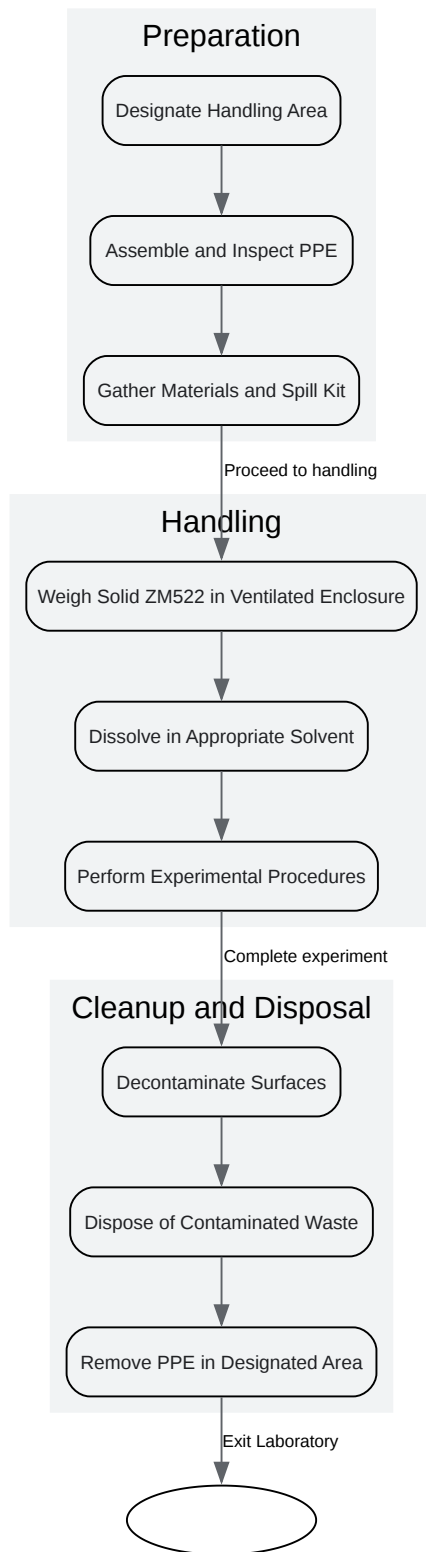 Preparation
Designate Handling Area
Assemble and Inspect PPE
Gather Materials and Spill Kit
Proceed to handling
Handling
Weigh Solid ZM522 in Ventilated Enclosure
Dissolve in Appropriate Solvent
Perform Experimental Procedures
Complete experiment
Cleanup and Disposal
Decontaminate Surfaces
Dispose of Contaminated Waste
Remove PPE in Designated Area
Exit Laboratory